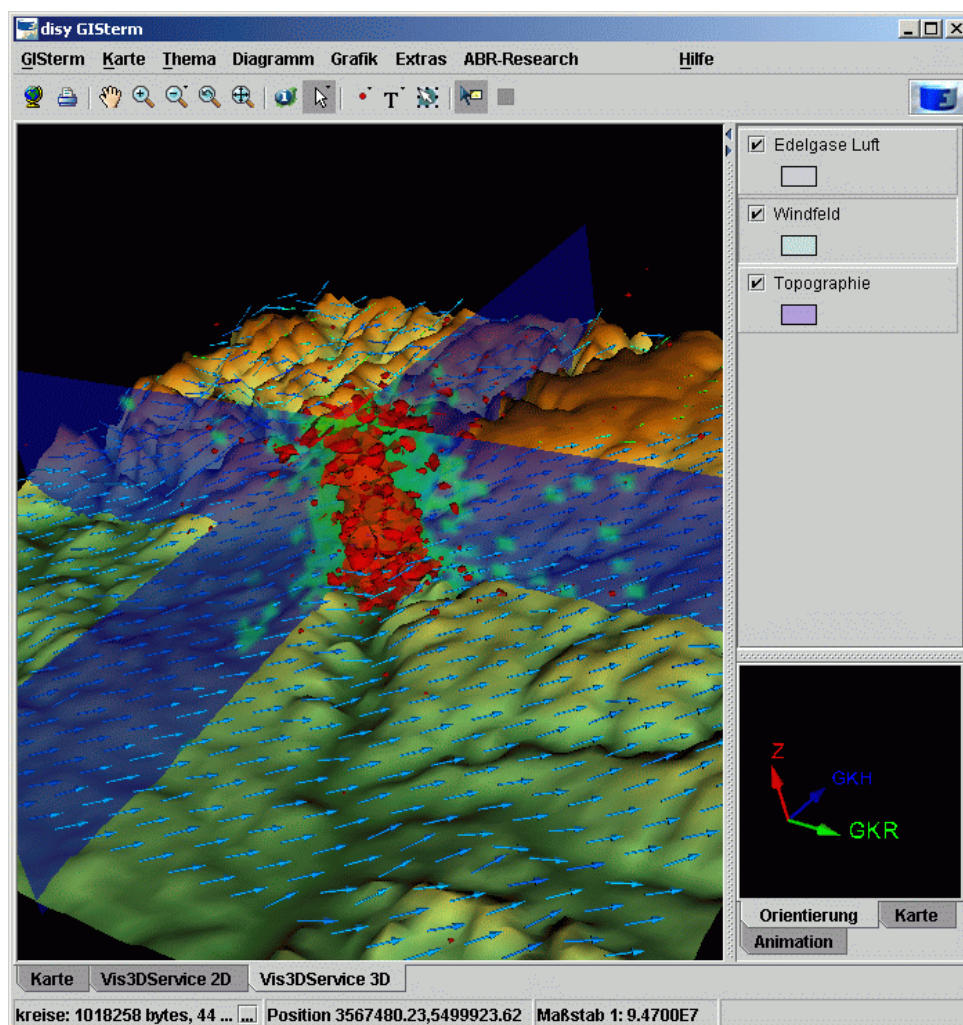 disy GISterm
GISterm Karte Thema Diagramm Grafik Extras ABR-Research Hilfe
T
Edelgase Luft
Windfeld
Topographie
Z
GKH
GKR
Orientierung Karte
Animation
Karte Vis3DService 2D Vis3DService 3D
kreise: 1018258 bytes, 44 ... ... Position 3567480.23,5499923.62 Maßstab 1: 9.4700E7